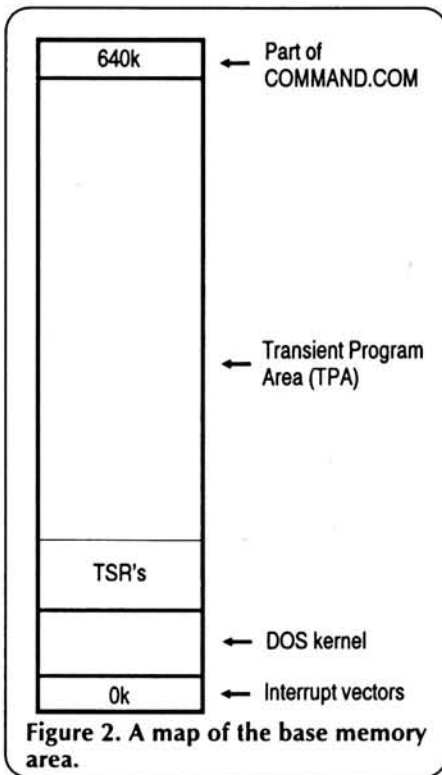 640k
Part of
COMMAND.COM
Transient Program
Area (TPA)
TSR's
DOS kernel
0k
Interrupt vectors
Figure 2. A map of the base memory
area.